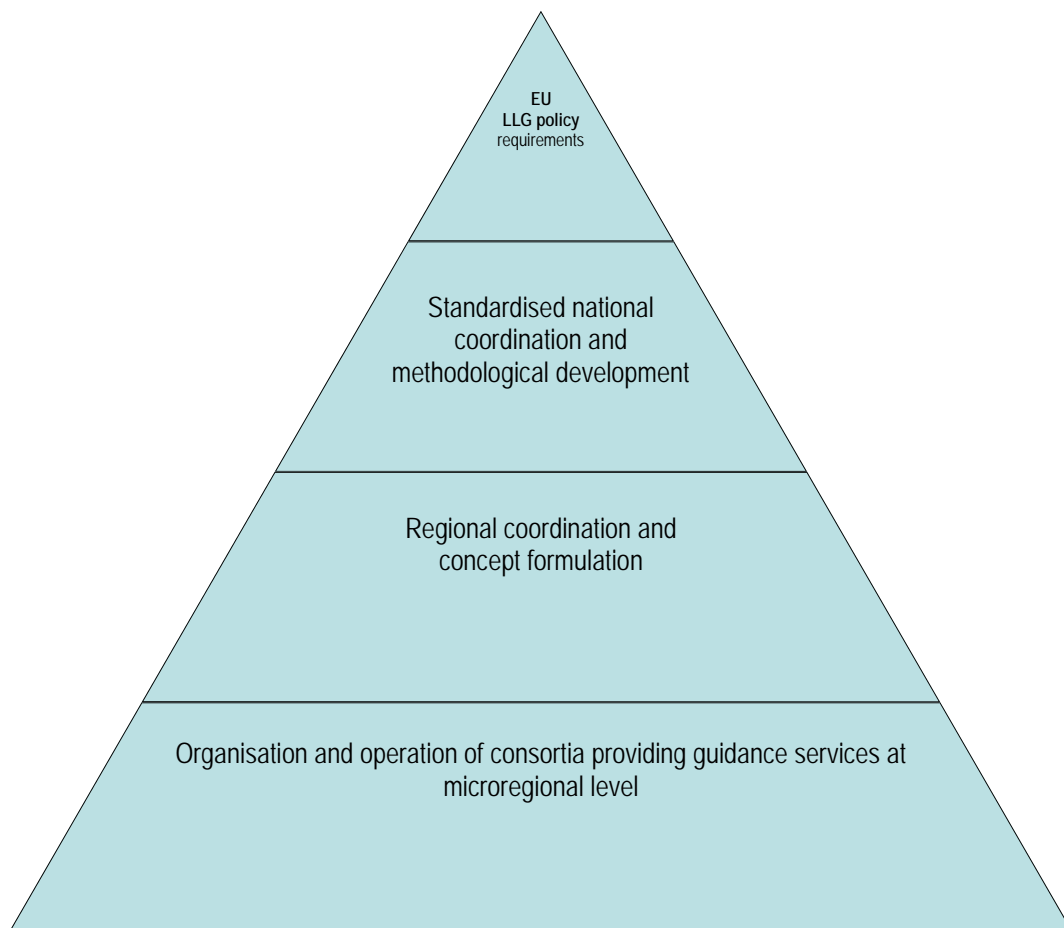 EU
LLG policy
requirements
Standardised national
coordination and
methodological development
Regional coordination and
concept formulation
Organisation and operation of consortia providing guidance services at
microregional level